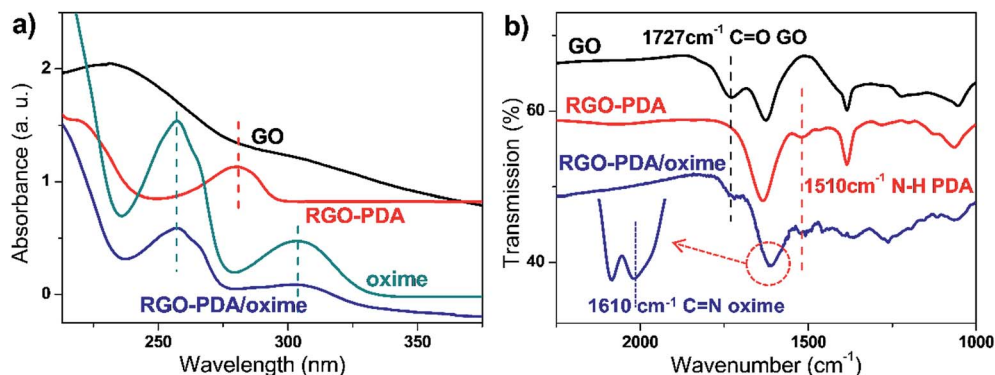 a)
2
1
0
Absorbance (a. u.)
GO
RGO-PDA
oxime
RGO-PDA/oxime
250
300
350
Wavelength (nm)
b)
1727cm⁻¹ C=O GO
GO
60
40
Transmission (%)
RGO-PDA
RGO-PDA/oxime
1510cm⁻¹ N-H PDA
1610 cm⁻¹ C=N oxime
2000
1500
1000
Wavenumber (cm⁻¹)